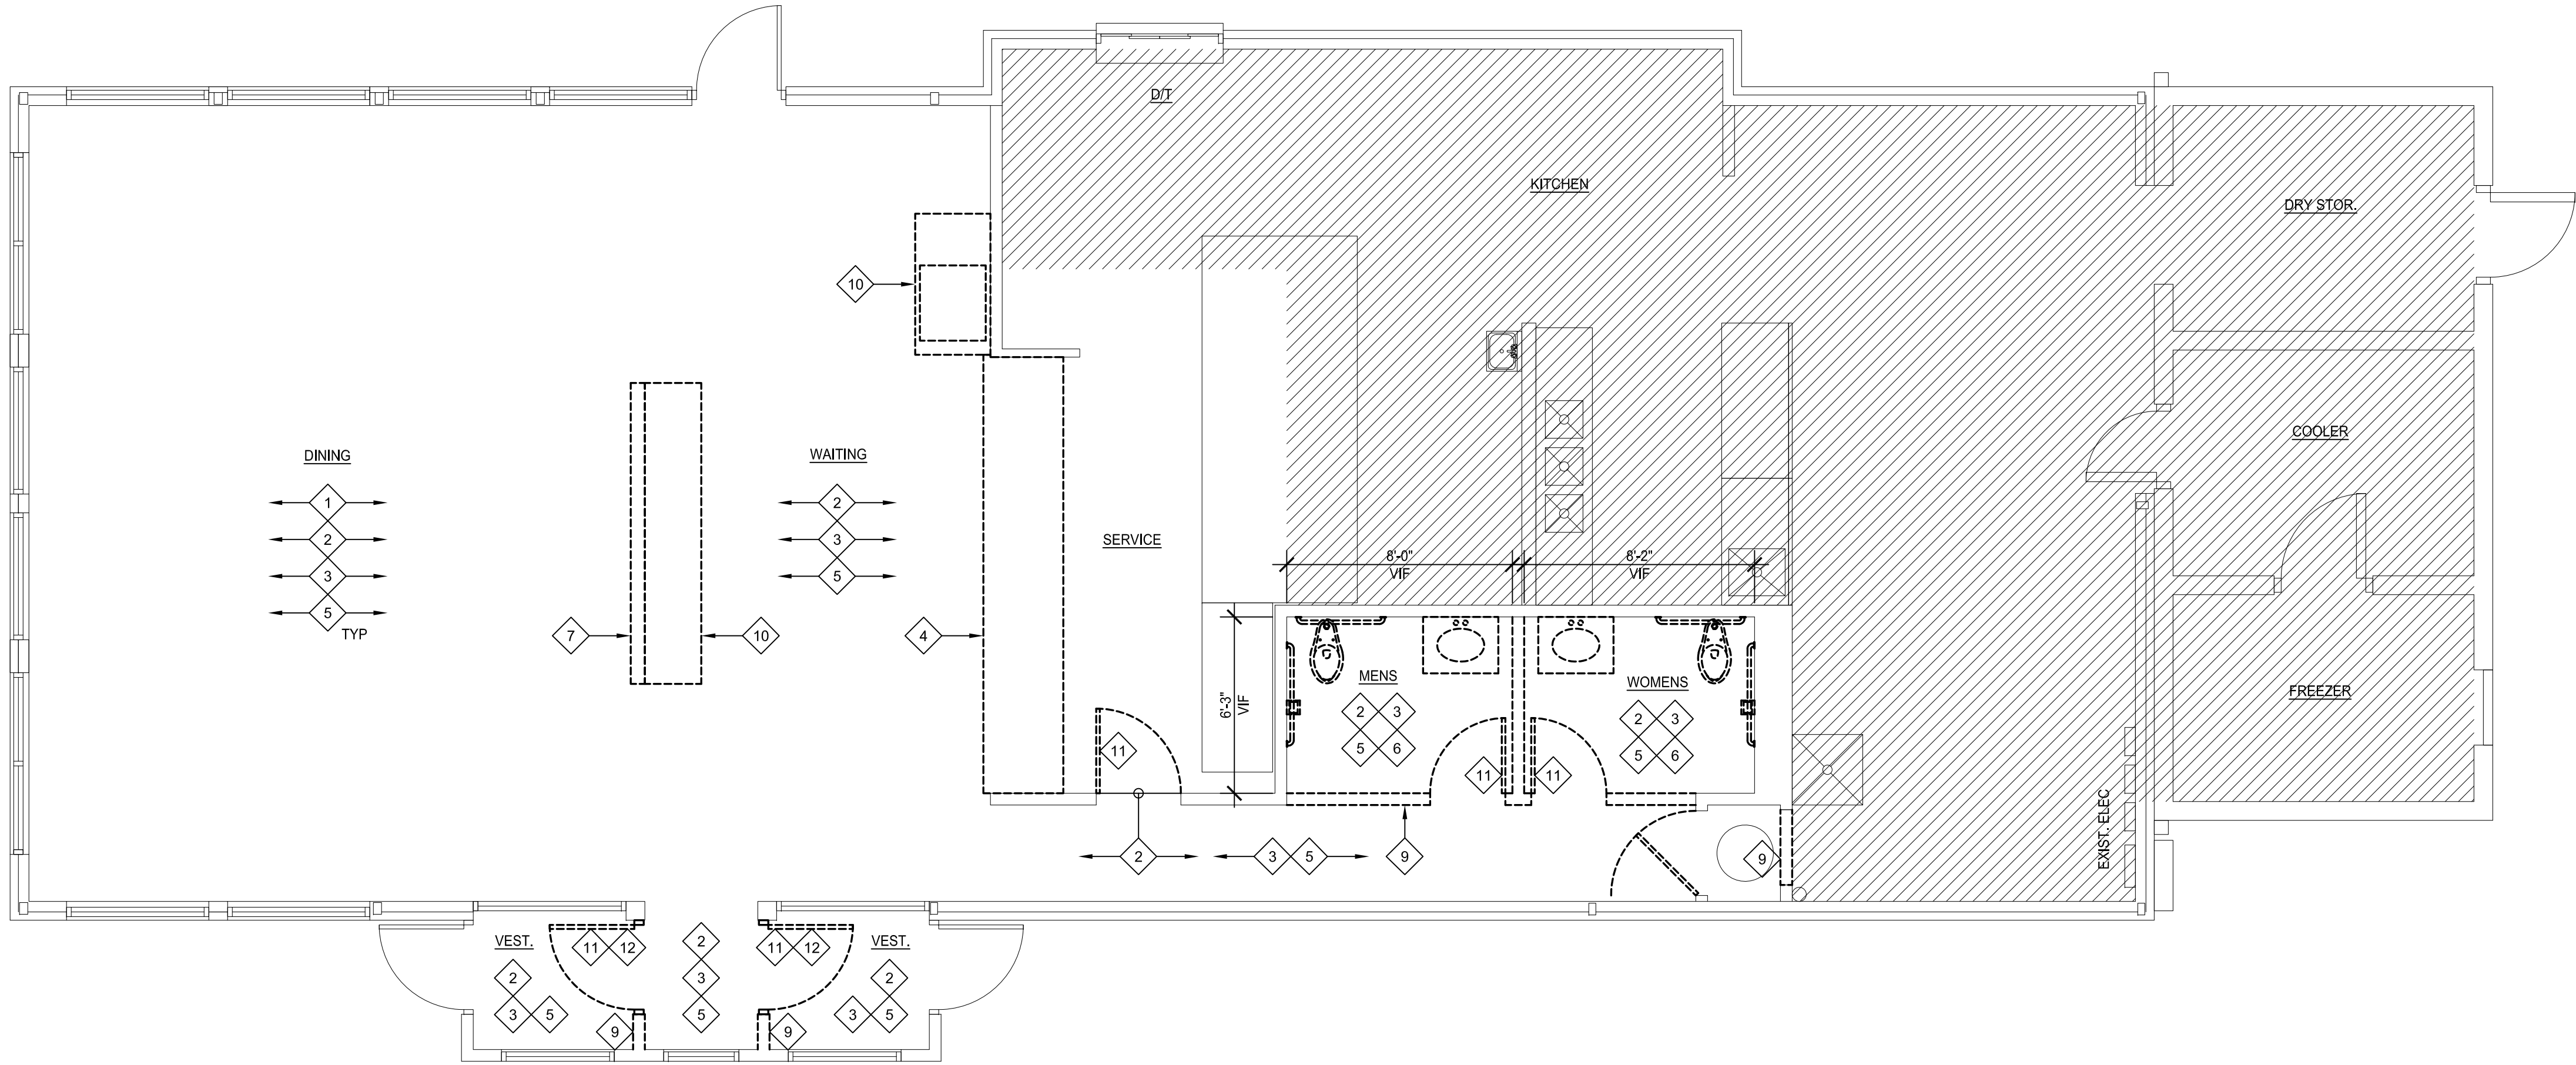 D/T
KITCHEN
DRY STOR.
10
COOLER
DINING
WAITING
1
2
2
3
3
5
5
TYP
SERVICE
8'-0"
VIF
8'-2"
VIF
7
10
4
6'-3"
VIF
MENS
WOMENS
FREEZER
2 3
5 6
2 3
5 6
11
11
11
2
3 5
9
9
EXIST. ELEC
VEST.
11 12
2
3
5
11 12
VEST.
2
3 5
2
3 5
9
9